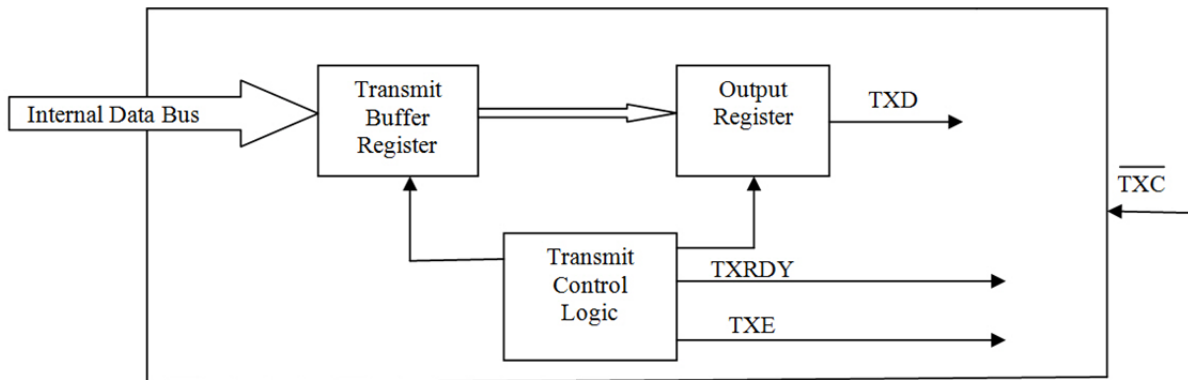 Internal Data Bus
Transmit
Buffer
Register
Output
Register
TXD
TXC
Transmit
Control
Logic
TXRDY
TXE